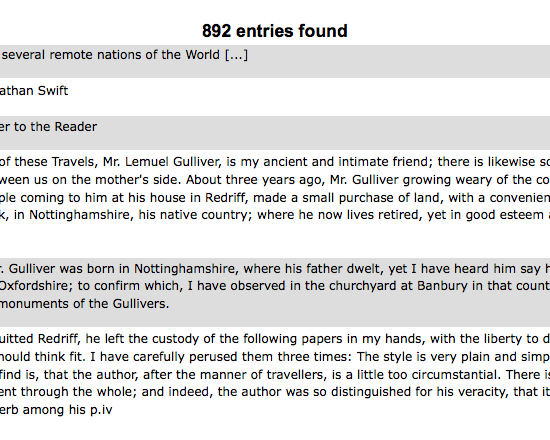 892 entries found
several remote nations of the World [...]
athan Swift
er to the Reader
of these Travels, Mr. Lemuel Gulliver, is my ancient and intimate friend; there is likewise so
ween us on the mother's side. About three years ago, Mr. Gulliver growing weary of the co
ple coming to him at his house in Redriff, made a small purchase of land, with a convenien
k, in Nottinghamshire, his native country; where he now lives retired, yet in good esteem a
r. Gulliver was born in Nottinghamshire, where his father dwelt, yet I have heard him say h
Oxfordshire; to confirm which, I have observed in the churchyard at Banbury in that count
monuments of the Gullivers.
uitted Redriff, he left the custody of the following papers in my hands, with the liberty to d
hould think fit. I have carefully perused them three times: The style is very plain and simp
find is, that the author, after the manner of travellers, is a little too circumstantial. There is
ent through the whole; and indeed, the author was so distinguished for his veracity, that it
erb among his p.iv